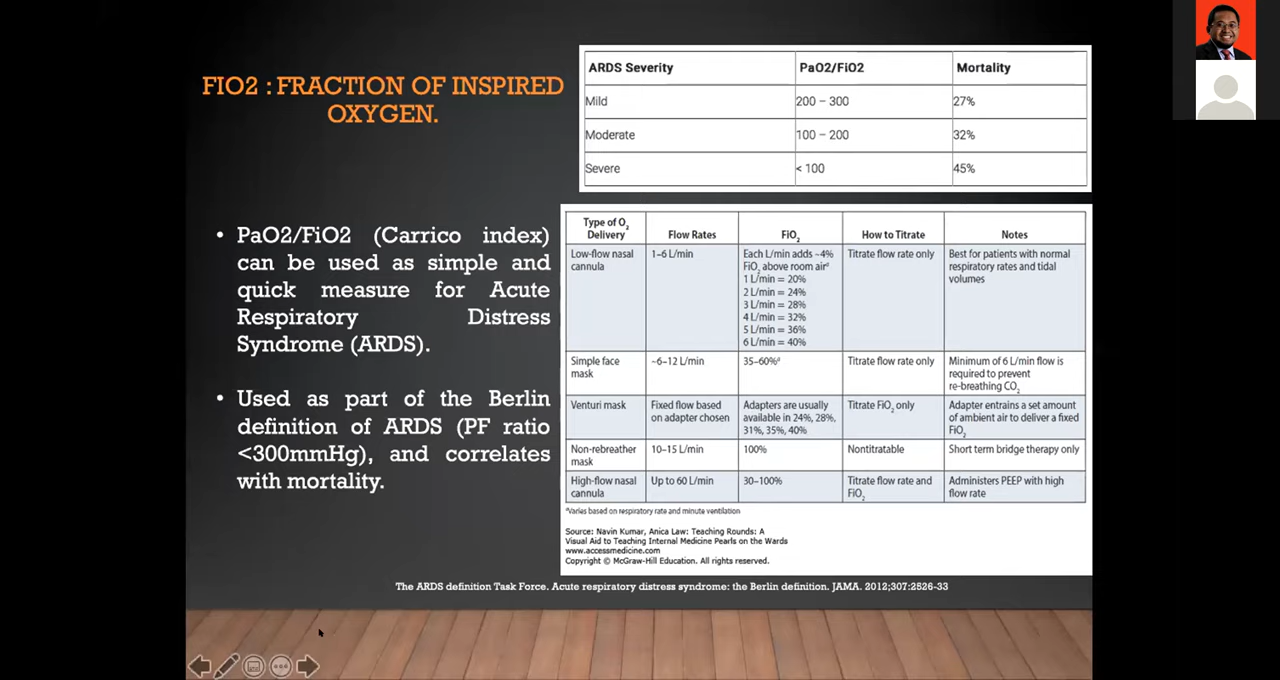 FIO2 : FRACTION OF INSPIRED
OXYGEN.
• PaO2/FiO2 (Carrico index)
can be used as simple and
quick measure for Acute
Respiratory Distress
Syndrome (ARDS).
• Used as part of the Berlin
definition of ARDS (PF ratio
<300mmHg), and correlates
with mortality.
ARDS Severity PaO2/FiO2 Mortality
Mild 200 – 300 27%
Moderate 100 – 200 32%
Severe < 100 45%
Type of O2
Delivery
Flow Rates
FiO2
How to Titrate
Notes
Low-flow nasal
cannula
1–6 L/min
Each L/min adds ~4%
FiO2 above room airª
1 L/min = 20%
2 L/min = 24%
3 L/min = 28%
4 L/min = 32%
5 L/min = 36%
6 L/min = 40%
Titrate flow rate only
Best for patients with normal
respiratory rates and tidal
volumes
Simple face
mask
~6–12 L/min
35–60%ª
Titrate flow rate only
Minimum of 6 L/min flow is
required to prevent
re-breathing CO2
Venturi mask
Fixed flow based
on adapter chosen
Adapters are usually
available in 24%, 28%,
31%, 35%, 40%
Titrate FiO2 only
Adapter entrains a set amount
of ambient air to deliver a fixed
FiO2
Non-rebreather
mask
10–15 L/min
100%
Nontitratable
Short term bridge therapy only
High-flow nasal
cannula
Up to 60 L/min
30–100%
Titrate flow rate and
FiO2
Administers PEEP with high
flow rate
ªVaries based on respiratory rate and minute ventilation
Source: Navin Kumar, Anica Law: Teaching Rounds: A
Visual Aid to Teaching Internal Medicine Pearls on the Wards
www.accessmedicine.com
Copyright © McGraw-Hill Education. All rights reserved.
The ARDS definition Task Force. Acute respiratory distress syndrome: the Berlin definition. JAMA. 2012;307:2526-33